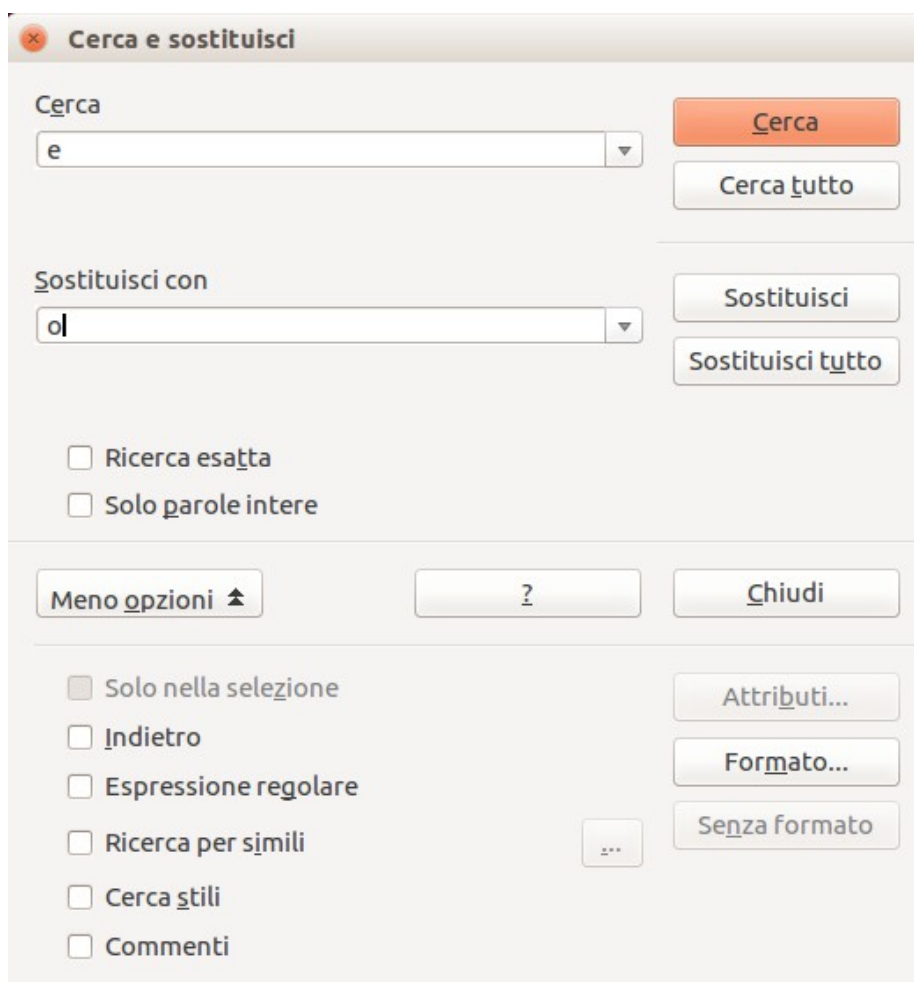 Cerca e sostituisci
Cerca
e
Cerca
Cerca tutto
Sostituisci con
o
Sostituisci
Sostituisci tutto
Ricerca esatta
Solo parole intere
Meno opzioni
?
Chiudi
Solo nella selezione
Attributi...
Indietro
Formato...
Espressione regolare
Senza formato
Ricerca per simili
...
Cerca stili
Commenti